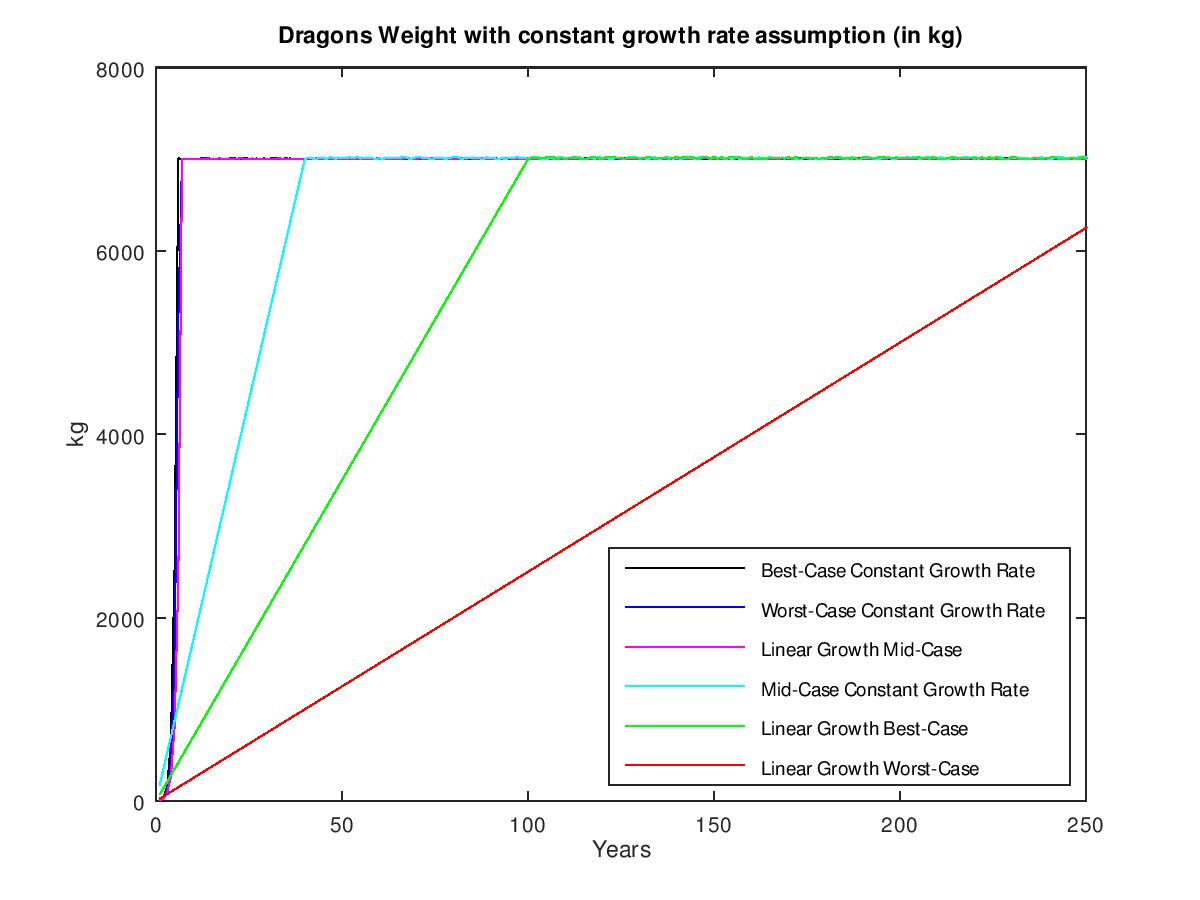 Dragons Weight with constant growth rate assumption (in kg)
8000
6000
kg
4000
2000
0
Best-Case Constant Growth Rate
Worst-Case Constant Growth Rate
Linear Growth Mid-Case
Mid-Case Constant Growth Rate
Linear Growth Best-Case
Linear Growth Worst-Case
0 50 100 150 200 250
Years